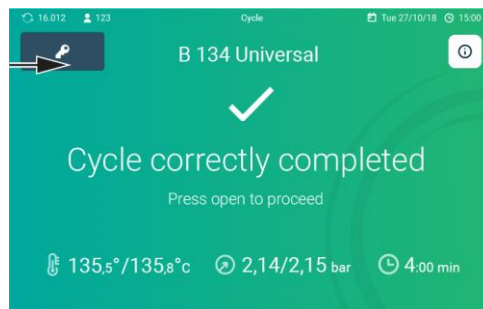 16.012 123 Cycle Tue 27/10/18 15:00
B 134 Universal
Cycle correctly completed
Press open to proceed
135,5°/135,8°c 2,14/2,15 bar 4:00 min